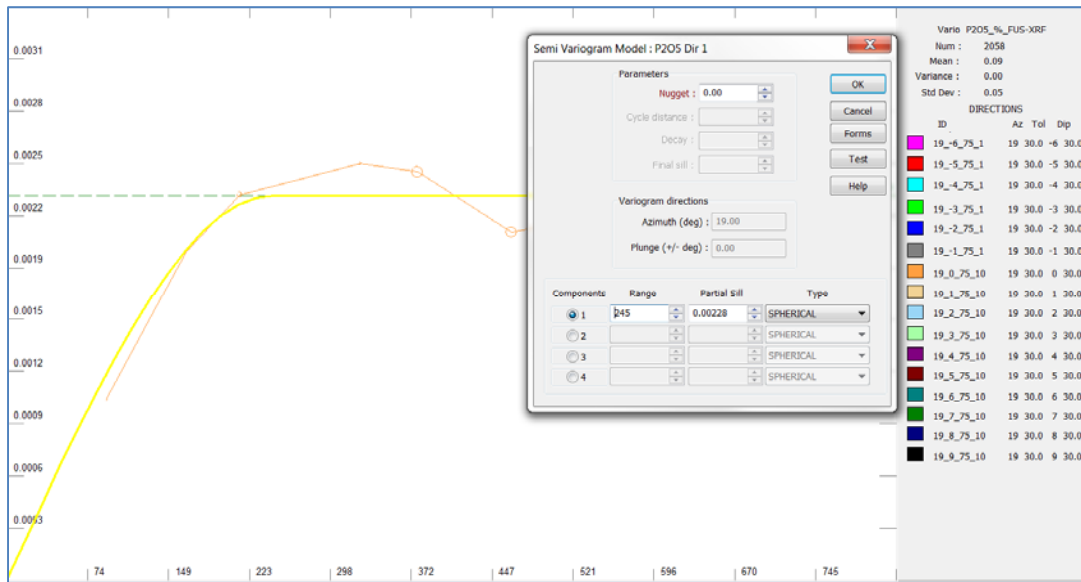 0.0031
0.0028
0.0025
0.0022
0.0019
0.0015
0.0012
0.0009
0.0006
0.0003
74 149 223 298 372 447 521 596 670 745
Semi Variogram Model : P2O5 Dir 1
Parameters
Nugget : 0.00
Cycle distance :
Decay :
Final sill :
OK
Cancel
Forms
Test
Help
Variogram directions
Azimuth (deg) : 19.00
Plunge (+/- deg) : 0.00
Components Range Partial Sill Type
1 245 0.00228 SPHERICAL
2 SPHERICAL
3 SPHERICAL
4 SPHERICAL
Vario P2O5_%_FUS-XRF
Num : 2058
Mean : 0.09
Variance : 0.00
Std Dev : 0.05
DIRECTIONS
ID Az Tol Dip
19_-6_75_1 19 30.0 -6 30.0
19_-5_75_1 19 30.0 -5 30.0
19_-4_75_1 19 30.0 -4 30.0
19_-3_75_1 19 30.0 -3 30.0
19_-2_75_1 19 30.0 -2 30.0
19_-1_75_1 19 30.0 -1 30.0
19_0_75_10 19 30.0 0 30.0
19_1_75_10 19 30.0 1 30.0
19_2_75_10 19 30.0 2 30.0
19_3_75_10 19 30.0 3 30.0
19_4_75_10 19 30.0 4 30.0
19_5_75_10 19 30.0 5 30.0
19_6_75_10 19 30.0 6 30.0
19_7_75_10 19 30.0 7 30.0
19_8_75_10 19 30.0 8 30.0
19_9_75_10 19 30.0 9 30.0